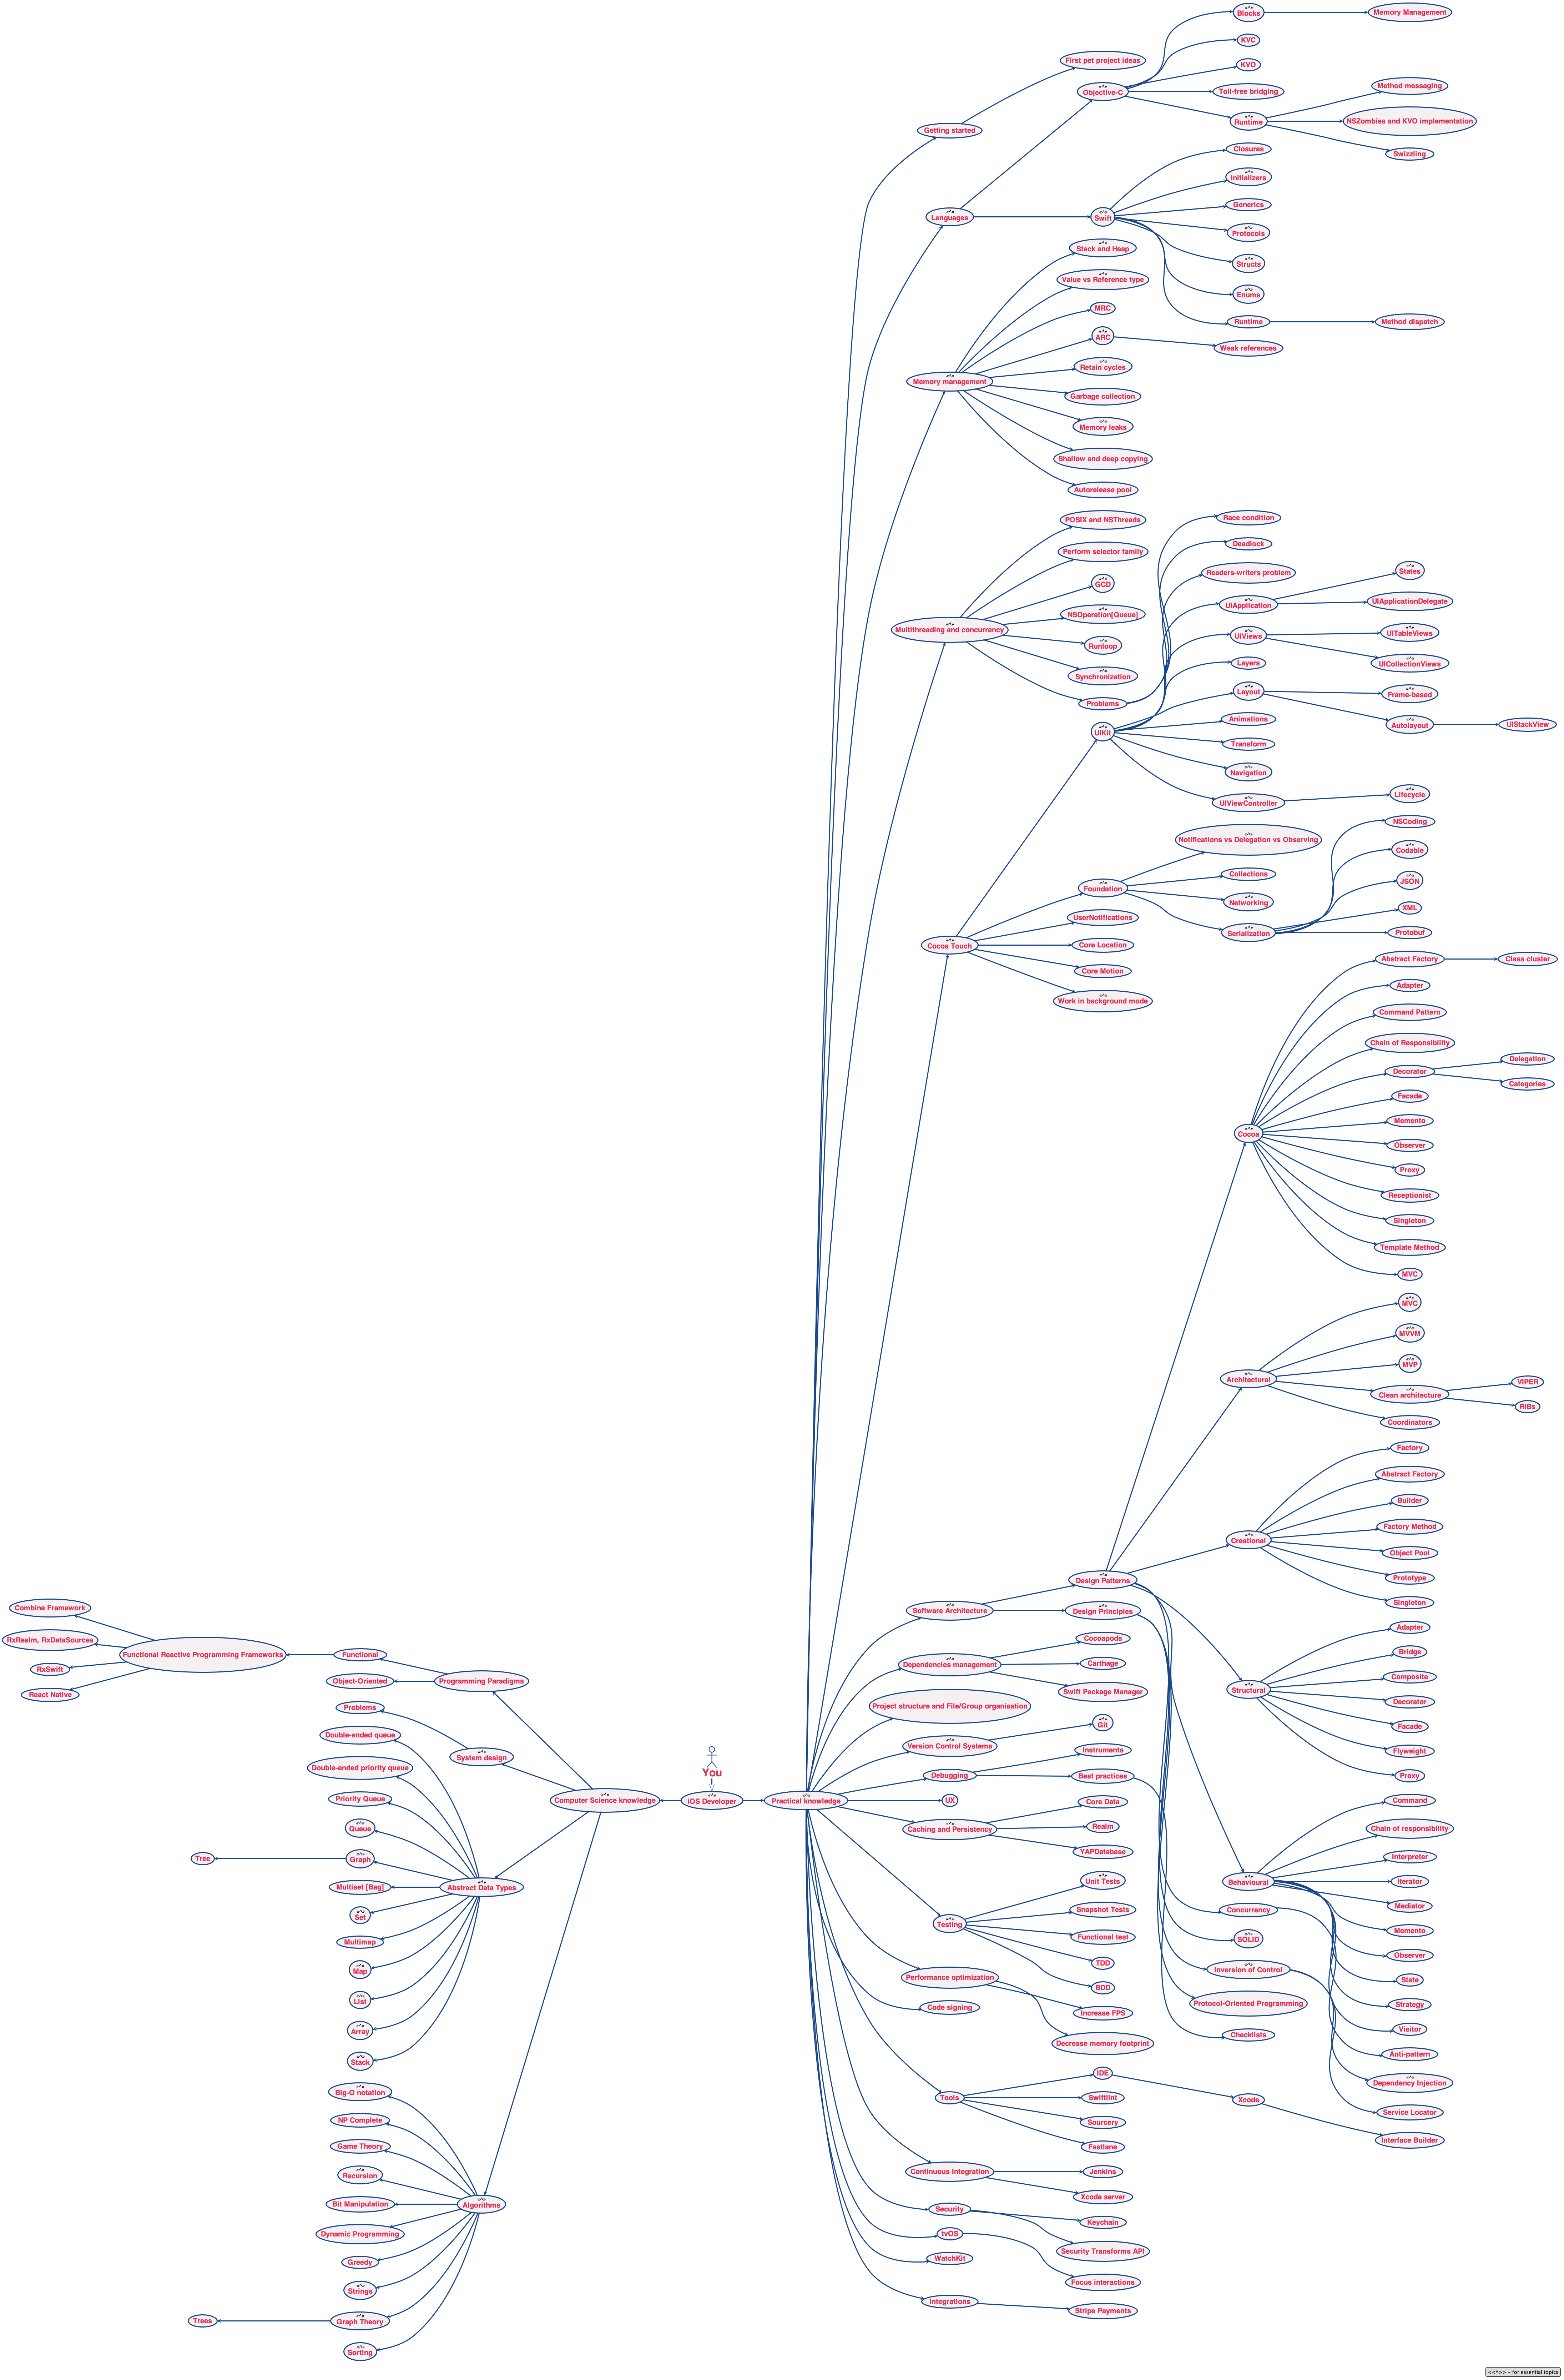 Blocks
Memory Management
KVC
First pet project ideas
KVO
Objective-C
Toll-free bridging
Method messaging
Runtime
NSZombies and KVO implementation
Getting started
Closures
Swizzling
Initializers
Generics
Languages
Swift
Protocols
Stack and Heap
Structs
Value vs Reference type
Enums
MRC
Runtime
Method dispatch
ARC
Weak references
Retain cycles
Memory management
Garbage collection
Memory leaks
Shallow and deep copying
Autorelease pool
POSIX and NSThreads
Race condition
Perform selector family
Deadlock
GCD
Readers-writers problem
States
NSOperation[Queue]
UIApplication
UIApplicationDelegate
Multithreading and concurrency
Runloop
UIViews
UITableViews
Synchronization
Layers
UICollectionViews
Problems
Layout
Frame-based
UIKit
Animations
Autolayout
UIStackView
Transform
Navigation
UIViewController
Lifecycle
NSCoding
Notifications vs Delegation vs Observing
Codable
Foundation
Collections
JSON
UserNotifications
Networking
XML
Cocoa Touch
Core Location
Serialization
Protobuf
Core Motion
Abstract Factory
Class cluster
Work in background mode
Adapter
Command Pattern
Chain of Responsibility
Delegation
Decorator
Categories
Facade
Memento
Cocoa
Observer
Proxy
Receptionist
Singleton
Template Method
MVC
MVC
MVVM
MVP
Architectural
VIPER
Clean architecture
RIBs
Coordinators
Factory
Abstract Factory
Builder
Factory Method
Creational
Object Pool
Design Patterns
Prototype
Singleton
Combine Framework
Software Architecture
Design Principles
Adapter
RxRealm, RxDataSources
Functional Reactive Programming Frameworks
Functional
Cocoapods
Bridge
RxSwift
Dependencies management
Carthage
Composite
React Native
Object-Oriented
Programming Paradigms
Swift Package Manager
Structural
Decorator
Problems
Project structure and File/Group organisation
Facade
Double-ended queue
Version Control Systems
Git
Flyweight
System design
Instruments
Double-ended priority queue
You
Debugging
Best practices
Proxy
Priority Queue
Computer Science knowledge
iOS Developer
Practical knowledge
UX
Core Data
Command
Queue
Caching and Persistency
Realm
Chain of responsibility
Tree
Graph
YAPDatabase
Interpreter
Multiset [Bag]
Abstract Data Types
Unit Tests
Behavioural
Iterator
Set
Snapshot Tests
Concurrency
Mediator
Testing
Functional test
Memento
Multimap
SOLID
Observer
Map
TDD
Inversion of Control
Performance optimization
BDD
State
List
Code signing
Increase FPS
Protocol-Oriented Programming
Strategy
Array
Decrease memory footprint
Checklists
Visitor
Stack
Anti-pattern
Big-O notation
IDE
Dependency Injection
Tools
Swiftlint
Xcode
NP Complete
Sourcery
Service Locator
Game Theory
Fastlane
Interface Builder
Recursion
Continuous Integration
Jenkins
Bit Manipulation
Algorithms
Xcode server
Dynamic Programming
Security
Keychain
tvOS
Greedy
WatchKit
Security Transforms API
Strings
Focus interactions
Trees
Graph Theory
Integrations
Stripe Payments
Sorting
<<^>> - for essential topics